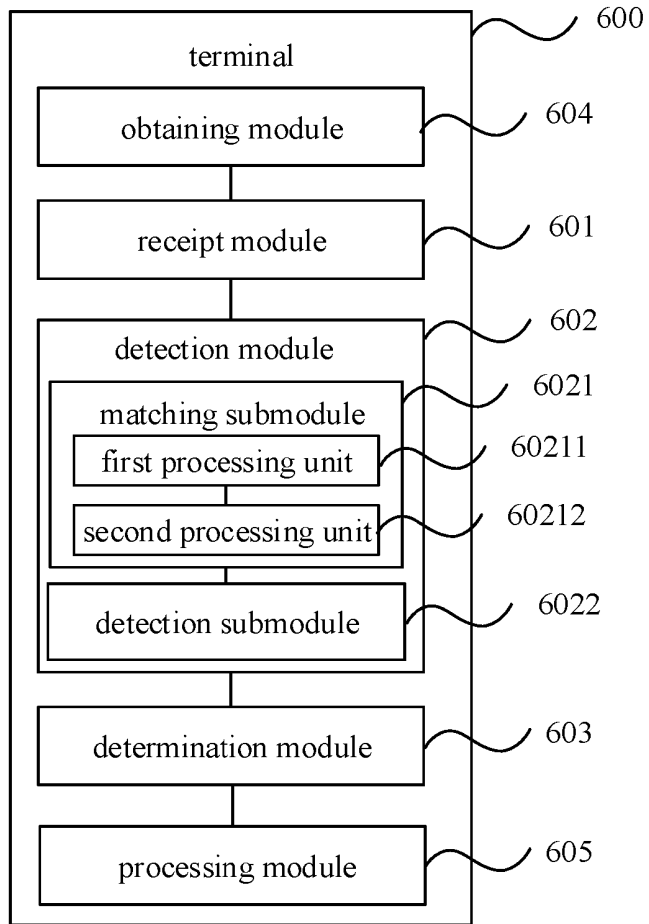 600
terminal
obtaining module
604
receipt module
601
602
detection module
6021
matching submodule
first processing unit
60211
second processing unit
60212
detection submodule
6022
determination module
603
processing module
605